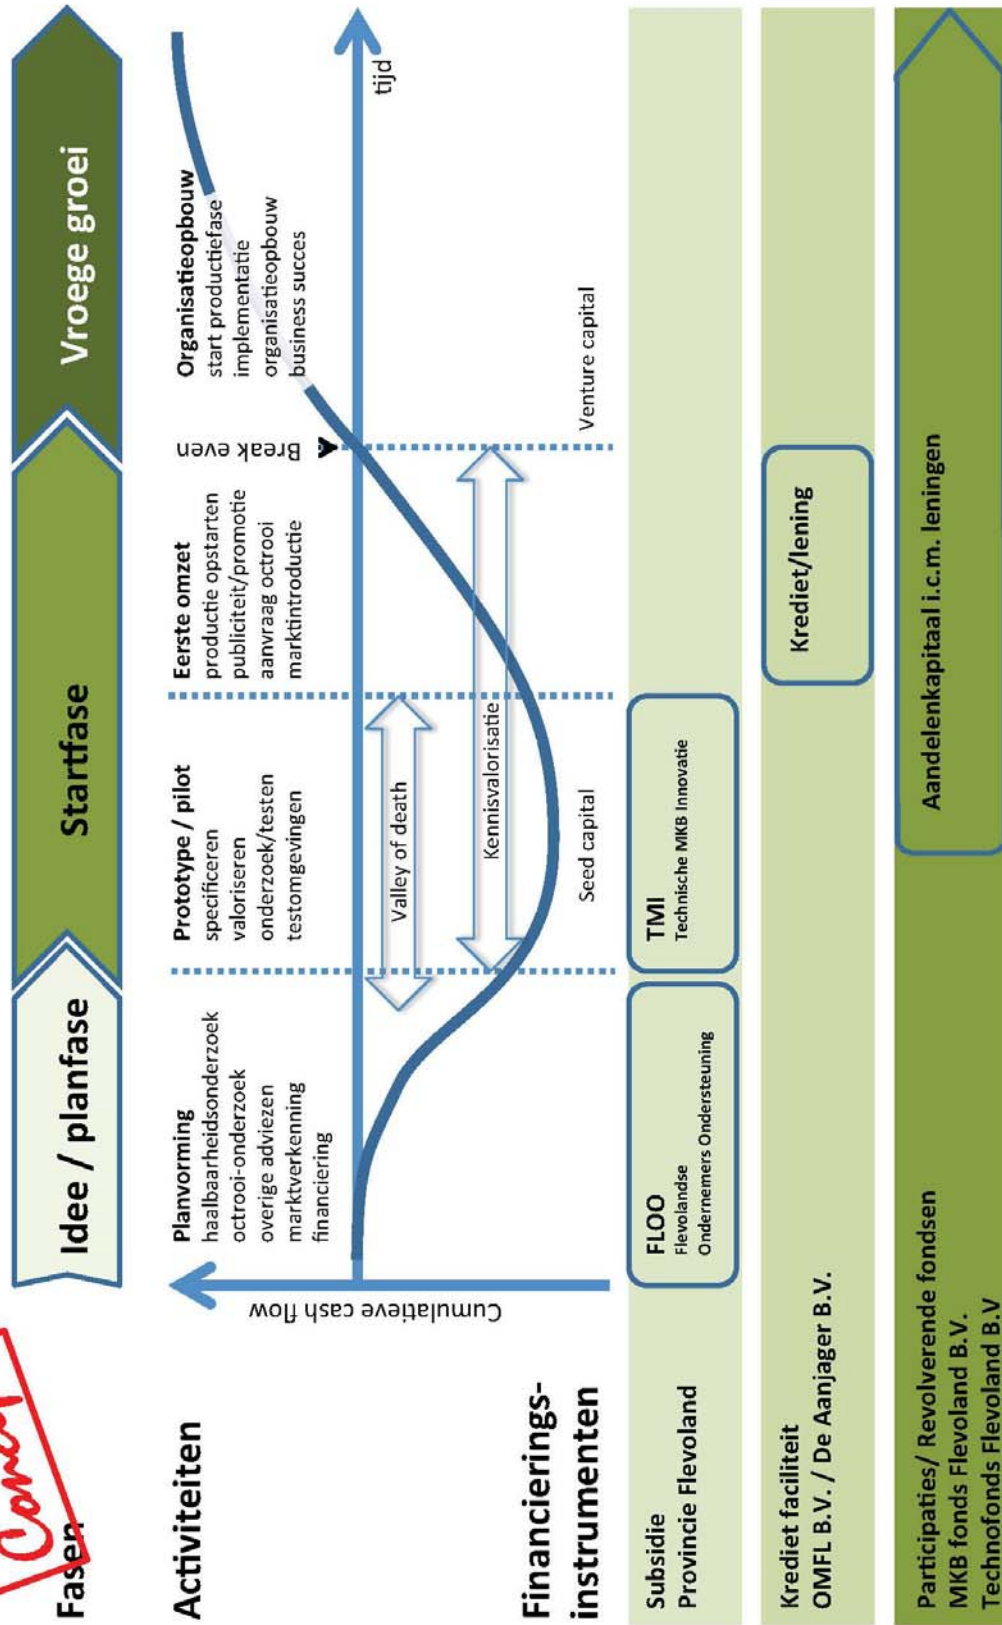 Concept
Fasen
Idee / planfase
Startfase
Vroege groei
Activiteiten
Cumulatieve cash flow
Planvorming
haalbaarheidsonderzoek
octrooi-onderzoek
overige adviezen
marktverkenning
financiering
Prototype / pilot
specificeren
valoriseren
onderzoek/testen
testomgevingen
Eerste omzet
productie opstarten
publiciteit/promotie
aanvraag octrooi
marktintroductie
Break even
Organisatieopbouw
start productiefase
implementatie
organisatieopbouw
business succes
tijd
Valley of death
Kennisvalorisatie
Seed capital
Venture capital
Financierings-
instrumenten
Subsidie
Provincie Flevoland
FLOO
Flevolandse
Ondernemers Ondersteuning
TMI
Technische MKB Innovatie
Krediet faciliteit
OMFL B.V. / De Aanjager B.V.
Krediet/lening
Participaties/ Revolverende fondsen
MKB fonds Flevoland B.V.
Technofonds Flevoland B.V
Aandelenkapitaal i.c.m. leningen